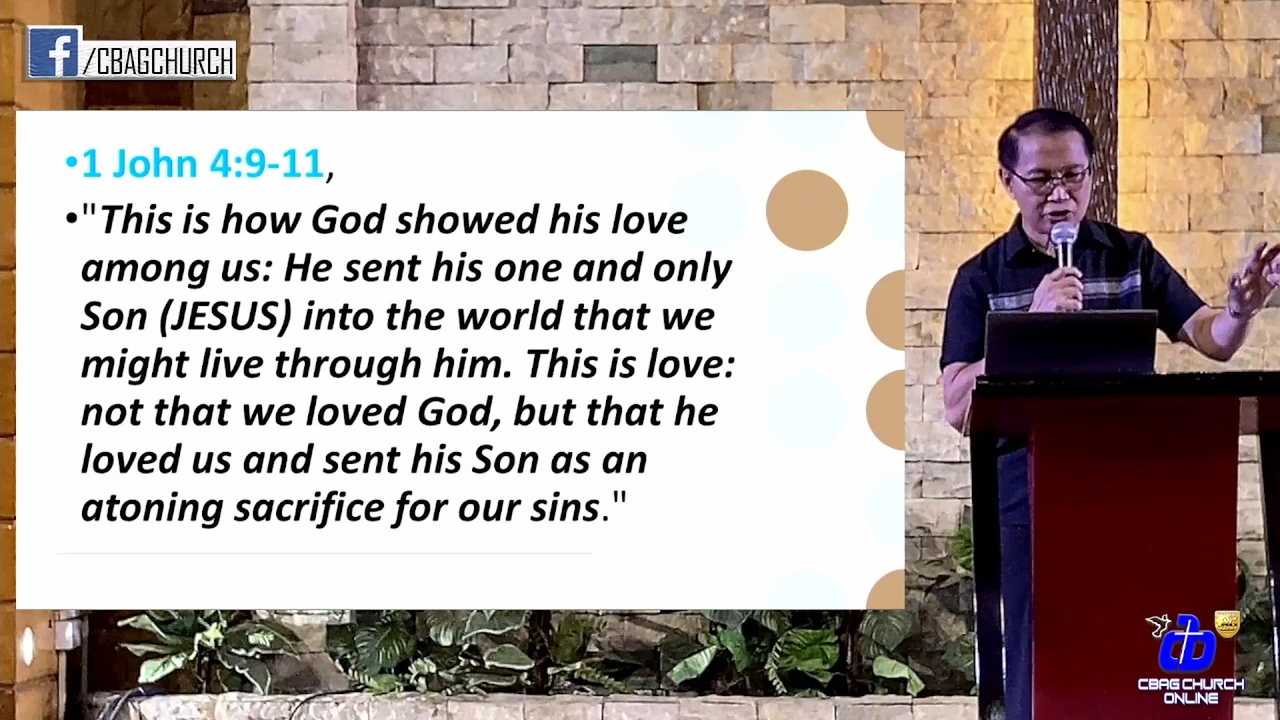 f/CBAGCHURCH
•1 John 4:9-11,
•"This is how God showed his love
among us: He sent his one and only
Son (JESUS) into the world that we
might live through him. This is love:
not that we loved God, but that he
loved us and sent his Son as an
atoning sacrifice for our sins."
CBAG CHURCH
ONLINE